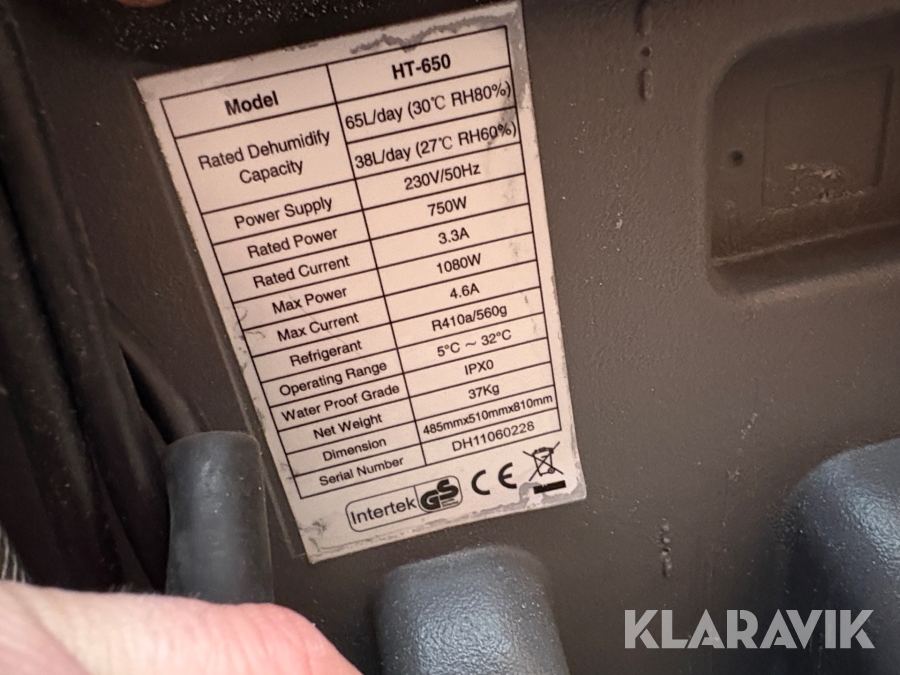 Model HT-650
Rated Dehumidify Capacity 65L/day (30℃ RH80%)
38L/day (27℃ RH60%)
Power Supply 230V/50Hz
Rated Power 750W
Rated Current 3.3A
Max Power 1080W
Max Current 4.6A
Refrigerant R410a/560g
Operating Range 5°C ~ 32°C
Water Proof Grade IPX0
Net Weight 37Kg
Dimension 485mmx510mmx810mm
Serial Number DH11060228
Intertek GS CE
KLARAVIK